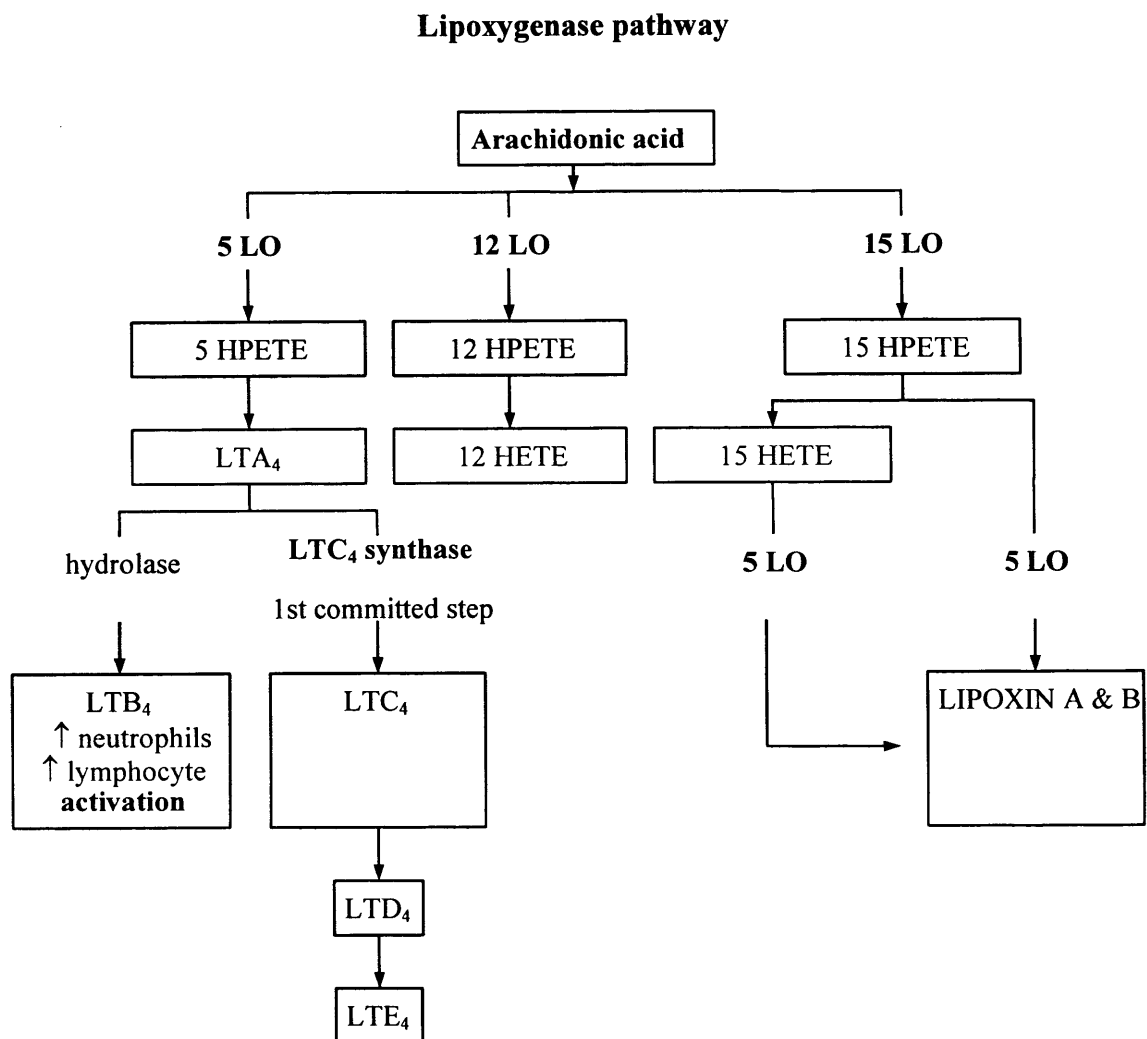 Lipoxygenase pathway
Arachidonic acid
5 LO
12 LO
15 LO
5 HPETE
12 HPETE
15 HPETE
LTA₄
12 HETE
15 HETE
hydrolase
LTC₄ synthase
5 LO
5 LO
1st committed step
LTB₄
↑ neutrophils
↑ lymphocyte
activation
LTC₄
LIPOXIN A & B
LTD₄
LTE₄